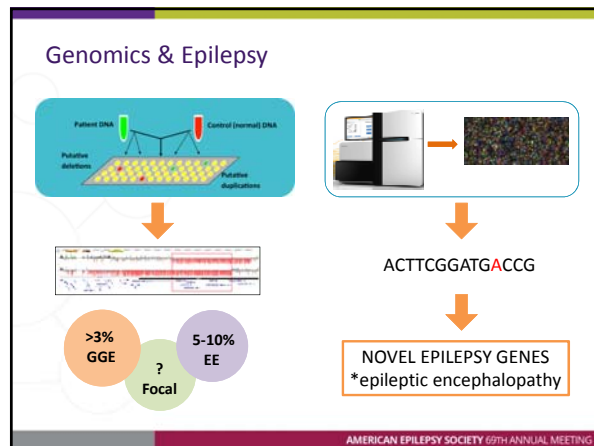 Genomics & Epilepsy
Patient DNA
Control (normal) DNA
Putative
deletions
Putative
duplications
>3%
GGE
?
Focal
5-10%
EE
ACTTCGGATGACCG
NOVEL EPILEPSY GENES
*epileptic encephalopathy
AMERICAN EPILEPSY SOCIETY 69TH ANNUAL MEETING